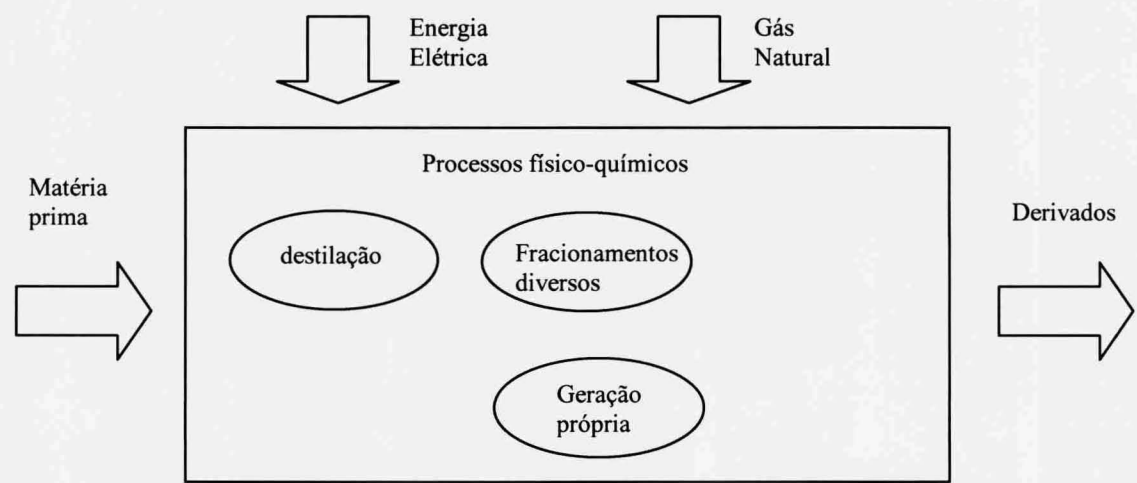 Energia
Elétrica
Gás
Natural
Processos físico-químicos
Matéria
prima
destilação
Fracionamentos
diversos
Derivados
Geração
própria